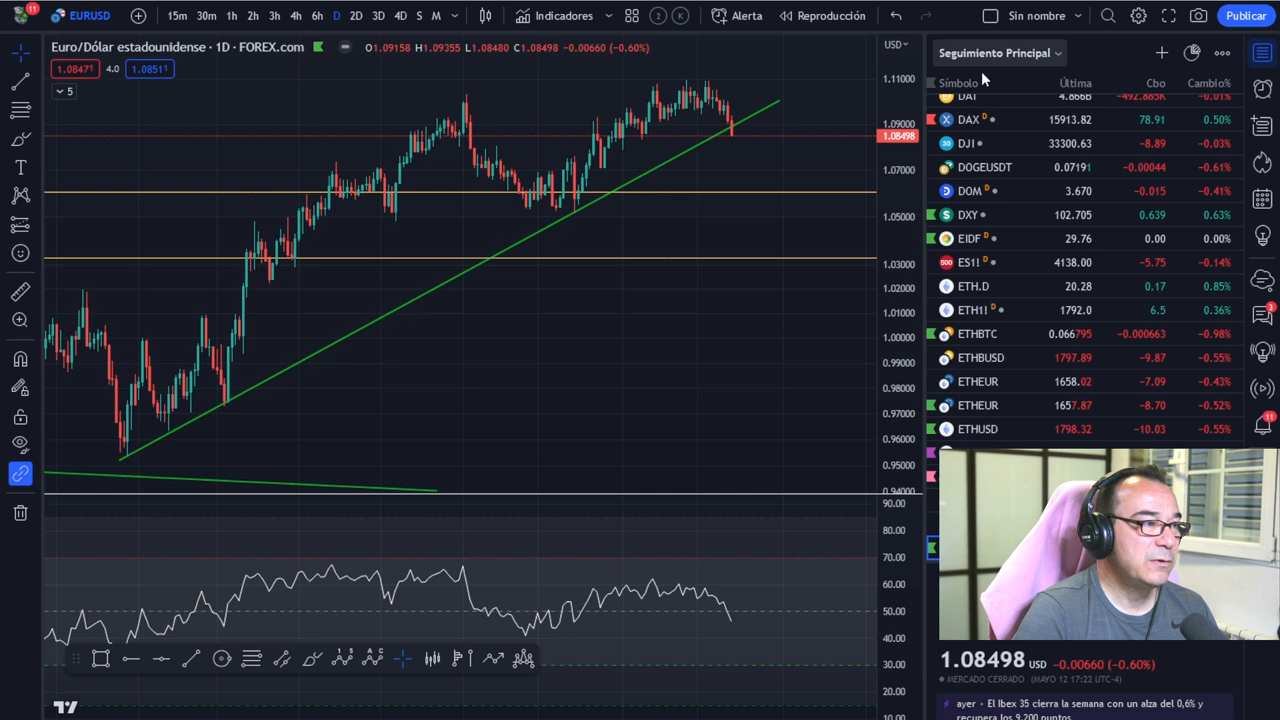 11
EURUSD
15m 30m 1h 2h 3h 4h 6h D 2D 3D 4D S M
Indicadores
2 K
Alerta
Reproducción
Sin nombre
Publicar
Euro/Dólar estadounidense · 1D · FOREX.com
O1.09158 H1.09355 L1.08480 C1.08498 −0.00660 (−0.60%)
1.08471 4.0 1.08511
5
USD
1.11000
1.09000
1.08498
1.07000
1.05000
1.03000
1.02000
1.01000
1.00000
0.99000
0.98000
0.97000
0.96000
0.95000
0.94000
90.00
80.00
70.00
60.00
50.00
40.00
30.00
20.00
10.00
Seguimiento Principal
Símbolo Última Cbo Cambio%
DAI 4.866B −492.885K −0.01%
DAX D 15913.82 78.91 0.50%
DJI 33300.63 −8.89 −0.03%
DOGEUSDT 0.07191 −0.00044 −0.61%
DOM D 3.670 −0.015 −0.41%
DXY 102.705 0.639 0.63%
EIDF D 29.76 0.00 0.00%
ES1! D 4138.00 −5.75 −0.14%
ETH.D 20.28 0.17 0.85%
ETH1! D 1792.0 6.5 0.36%
ETHBTC 0.066795 −0.000663 −0.98%
ETHBUSD 1797.89 −9.87 −0.55%
ETHEUR 1658.02 −7.09 −0.43%
ETHEUR 1657.87 −8.70 −0.52%
ETHUSD 1798.32 −10.03 −0.55%
1.08498 USD −0.00660 (−0.60%)
MERCADO CERRADO (MAYO 12 17:22 UTC-4)
ayer • El Ibex 35 cierra la semana con un alza del 0,6% y
recupera los 9.200 puntos
3
11